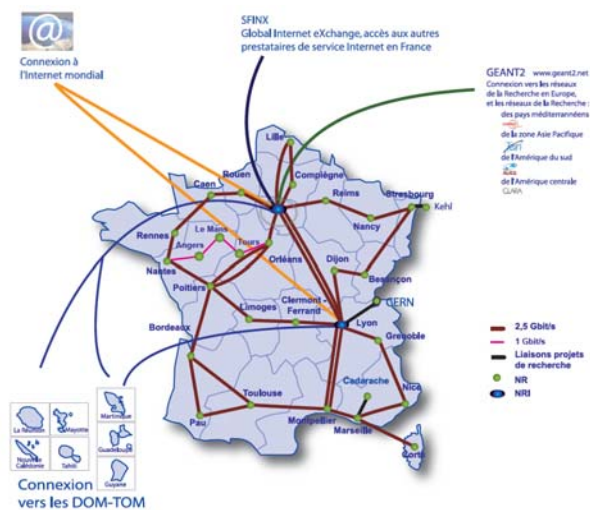 SFINX
Global Internet eXchange, accès aux autres
prestataires de service Internet en France
@
Connexion à
l'Internet mondial
GEANT2 www.geant2.net
Connexion vers les réseaux
de la Recherche en Europe,
et les réseaux de la Recherche :
des pays méditerrannéens
de la zone Asie Pacifique
de l'Amérique du sud
de l'Amérique centrale
CLARA
Lille
Rouen
Compiègne
Caen
Reims
Strasbourg
Kehl
Nancy
Rennes
Le Mans
Angers
Tours
Orléans
Nantes
Dijon
Besançon
Poitiers
CERN
Limoges
Clermont -
Ferrand
Lyon
Grenoble
Bordeaux
Cadarache
Nice
Toulouse
Pau
Montpellier
Marseille
Corte
2,5 Gbit/s
1 Gbit/s
Liaisons projets
de recherche
NR
NRI
La Réunion
Mayotte
Martinique
Nouvelle
Calédonie
Tahiti
Guadeloupe
Guyane
Connexion
vers les DOM-TOM